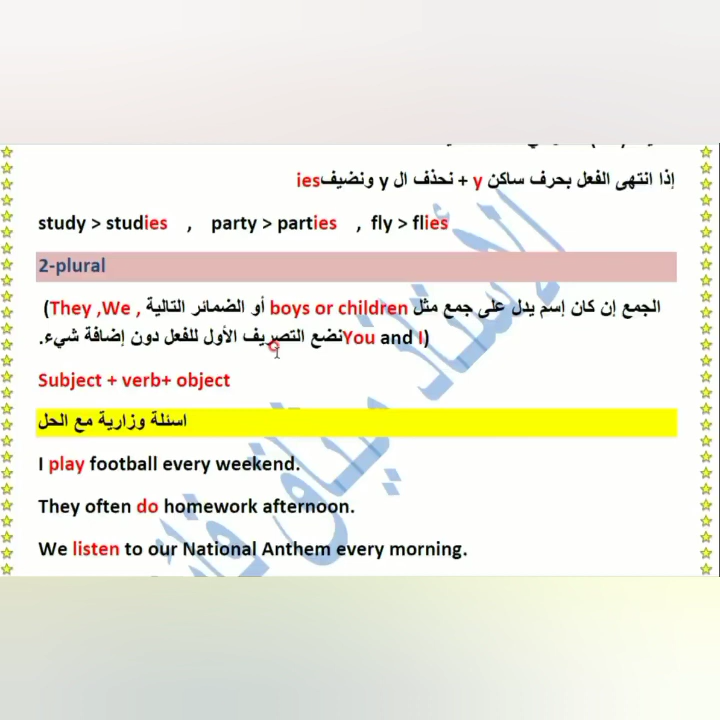 إذا انتهى الفعل بحرف ساكن y + نحذف ال y ونضيف ies
study > studies , party > parties , fly > flies
2-plural
الجمع إن كان إسم يدل على جمع مثل boys or children أو الضمائر التالية (They ,We ,
You and I) نضع التصريف الأول للفعل دون إضافة شيء.
Subject + verb+ object
اسئلة وزارية مع الحل
I play football every weekend.
They often do homework afternoon.
We listen to our National Anthem every morning.